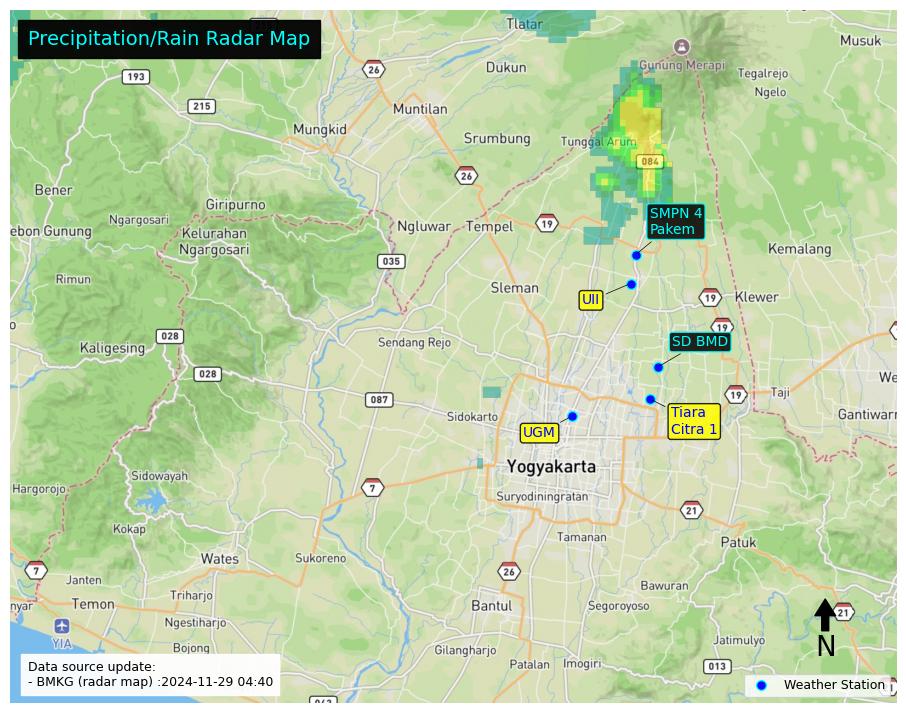 Precipitation/Rain Radar Map
Tlatar
Musuk
Dukun
Gunung Merapi
Tegalrejo
Ngelo
26
193
215
Muntilan
Mungkid
Srumbung
Tunggal Arum
084
26
Bener
Giripurno
SMPN 4
Pakem
Ngargosari
ebon Gunung
Kelurahan
Ngargosari
Ngluwar
Tempel
19
Kemalang
035
Rimun
Sleman
UII
19
Klewer
19
028
Kaligesing
Sendang Rejo
SD BMD
028
087
19
Taji
We
Sidokarto
Tiara
Citra 1
Gantiwarn
UGM
Yogyakarta
Sidowayah
Hargorojo
7
Suryodiningratan
21
Kokap
Tamanan
Patuk
Wates
Sukoreno
7
Janten
26
Bawuran
Triharjo
nyar
Temon
Bantul
Segoroyoso
21
Ngestiharjo
YIA
Bojong
Gilangharjo
Jatimulyo
N
Patalan
Imogiri
013
Data source update:
- BMKG (radar map) :2024-11-29 04:40
Weather Station